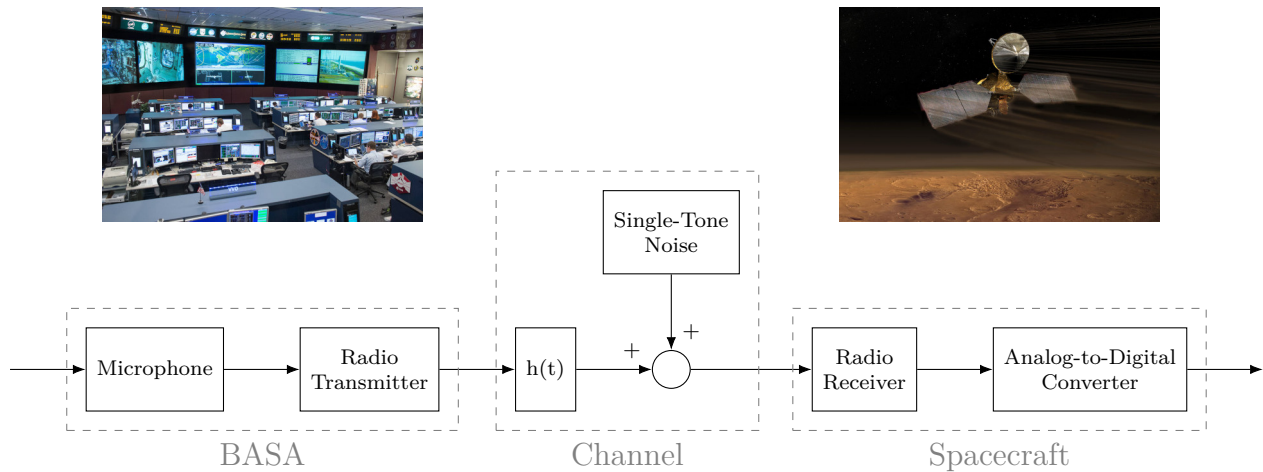 Single-Tone
Noise
+
+
Microphone
Radio
Transmitter
h(t)
Radio
Receiver
Analog-to-Digital
Converter
BASA
Channel
Spacecraft